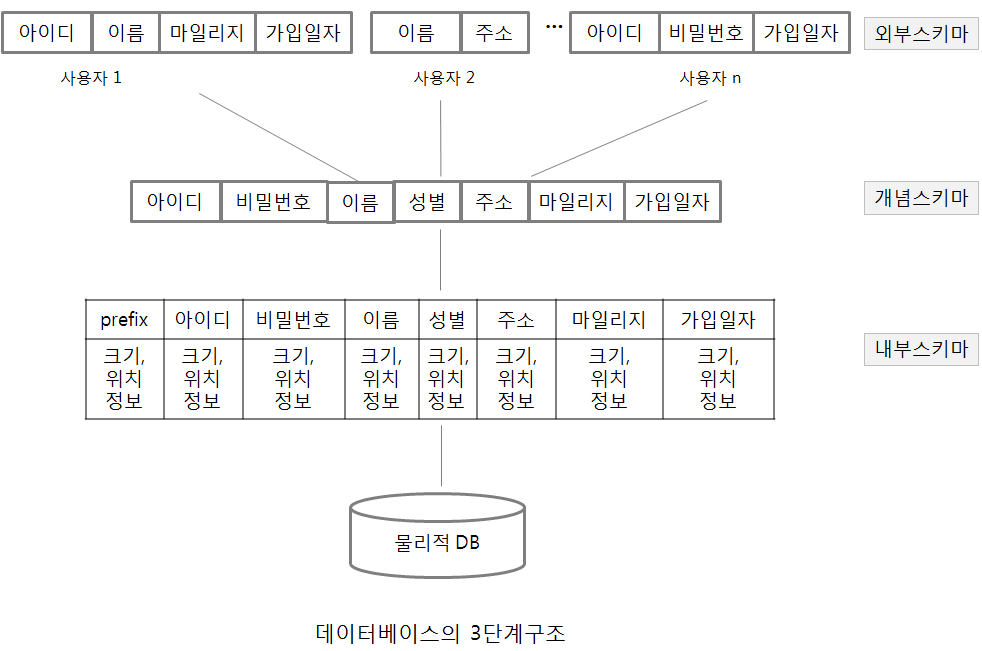 아이디 이름 마일리지 가입일자 이름 주소 ··· 아이디 비밀번호 가입일자 외부스키마
사용자 1 사용자 2 사용자 n
아이디 비밀번호 이름 성별 주소 마일리지 가입일자 개념스키마
prefix 아이디 비밀번호 이름 성별 주소 마일리지 가입일자
크기, 크기, 크기, 크기, 크기, 크기, 크기, 크기, 내부스키마
위치 위치 위치 위치 위치 위치 위치 위치
정보 정보 정보 정보 정보 정보 정보 정보
물리적 DB
데이터베이스의 3단계구조